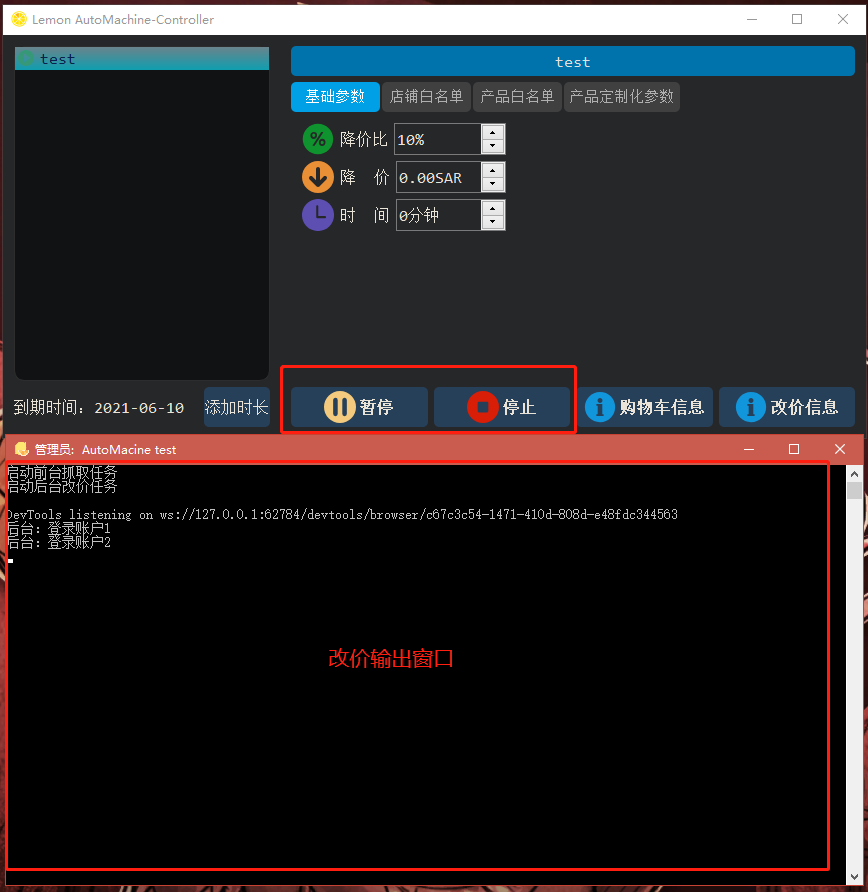 Lemon AutoMachine-Controller
test
test
基础参数 店铺白名单 产品白名单 产品定制化参数
% 降价比 10%
降 价 0.00SAR
时 间 0分钟
到期时间: 2021-06-10 添加时长 暂停 停止 购物车信息 改价信息
管理员: AutoMacine test
启动前台抓取任务
启动后台改价任务
DevTools listening on ws://127.0.0.1:62784/devtools/browser/c67c3c54-1471-410d-808d-e48fdc344563
后台: 登录账户1
后台: 登录账户2
改价输出窗口